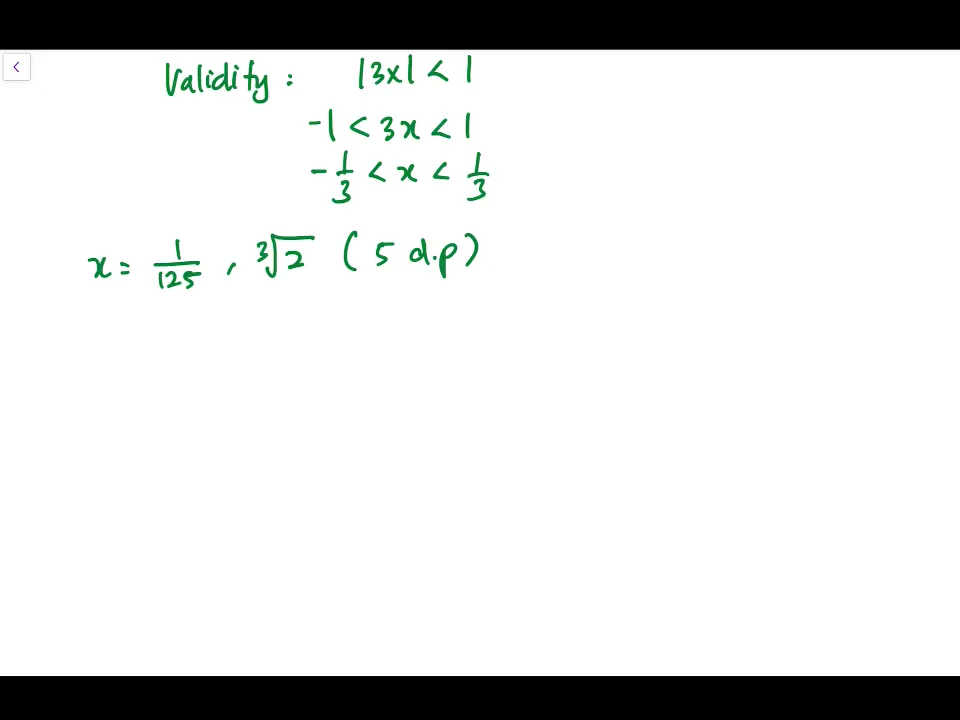 Validity : |3x| < 1
-1 < 3x < 1
-1/3 < x < 1/3
x = 1/125 , ∛2 ( 5 d.p )